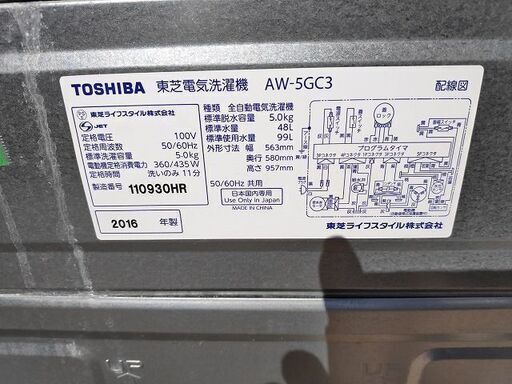 TOSHIBA 東芝電気洗濯機 AW-5GC3 配線図
東芝ライフスタイル株式会社
JET
定格電圧 100V
定格周波数 50/60Hz
標準洗濯容量 5.0kg
電動機定格消費電力 360/435W
定格時間 洗いのみ 11分
製造番号 110930HR
2016 年製
種類 全自動電気洗濯機
標準脱水容量 5.0kg
標準水量 48L
標準使用水量 99L
外形寸法 幅 563mm
奥行 580mm
高さ 957mm
50/60Hz 共用
日本国内専用
Use Only in Japan
MADE IN CHINA
蓋
ロック
プログラムタイマ
東芝ライフスタイル株式会社